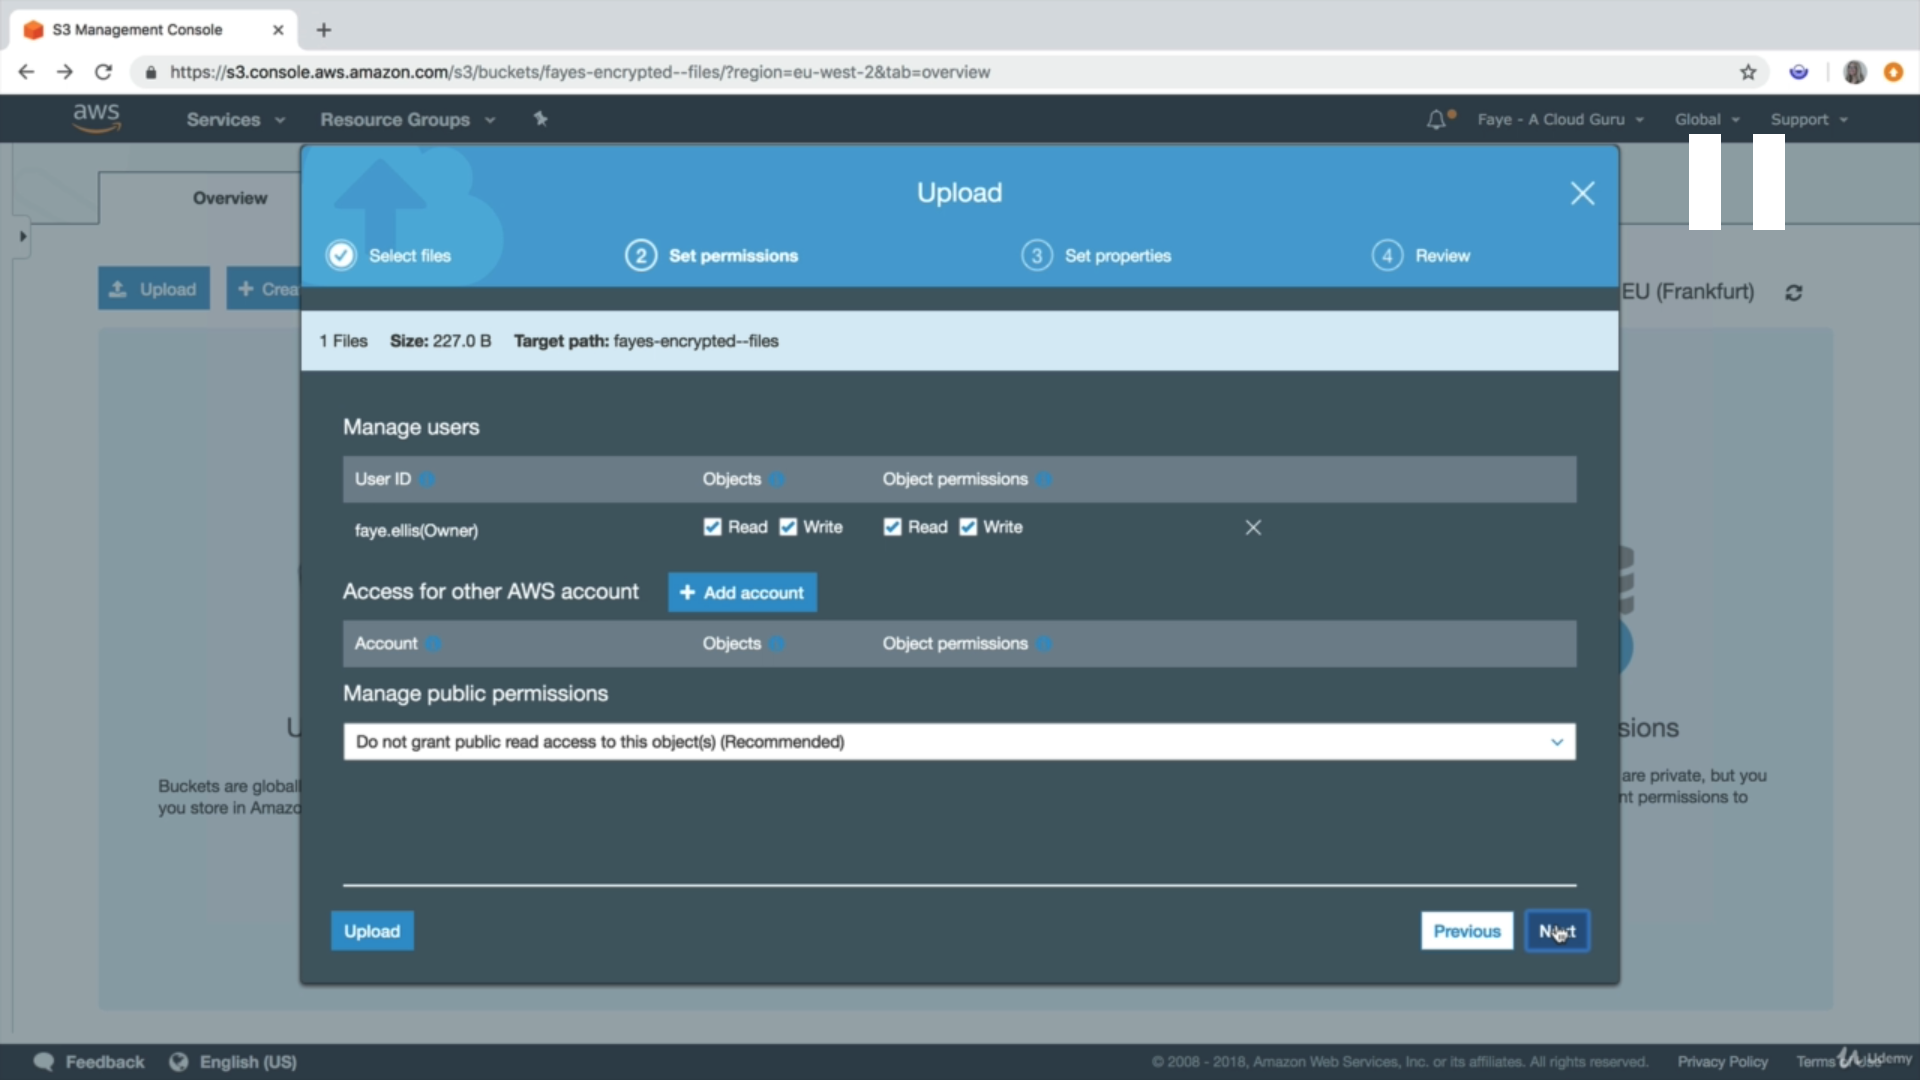 S3 Management Console
https://s3.console.aws.amazon.com/s3/buckets/fayes-encrypted--files/?region=eu-west-2&tab=overview
aws
Services
Resource Groups
Faye - A Cloud Guru
Global
Support
Overview
Upload
Select files
2 Set permissions
3 Set properties
4 Review
Upload
+ Crea
EU (Frankfurt)
1 Files Size: 227.0 B Target path: fayes-encrypted--files
Manage users
User ID Objects Object permissions
faye.ellis(Owner) Read Write Read Write
Access for other AWS account + Add account
Account Objects Object permissions
Manage public permissions
Do not grant public read access to this object(s) (Recommended)
U
sions
Buckets are globall
you store in Amazo
are private, but you
nt permissions to
Upload
Previous
Next
Feedback
English (US)
© 2008 - 2018, Amazon Web Services, Inc. or its affiliates. All rights reserved.
Privacy Policy
Terms
Udemy